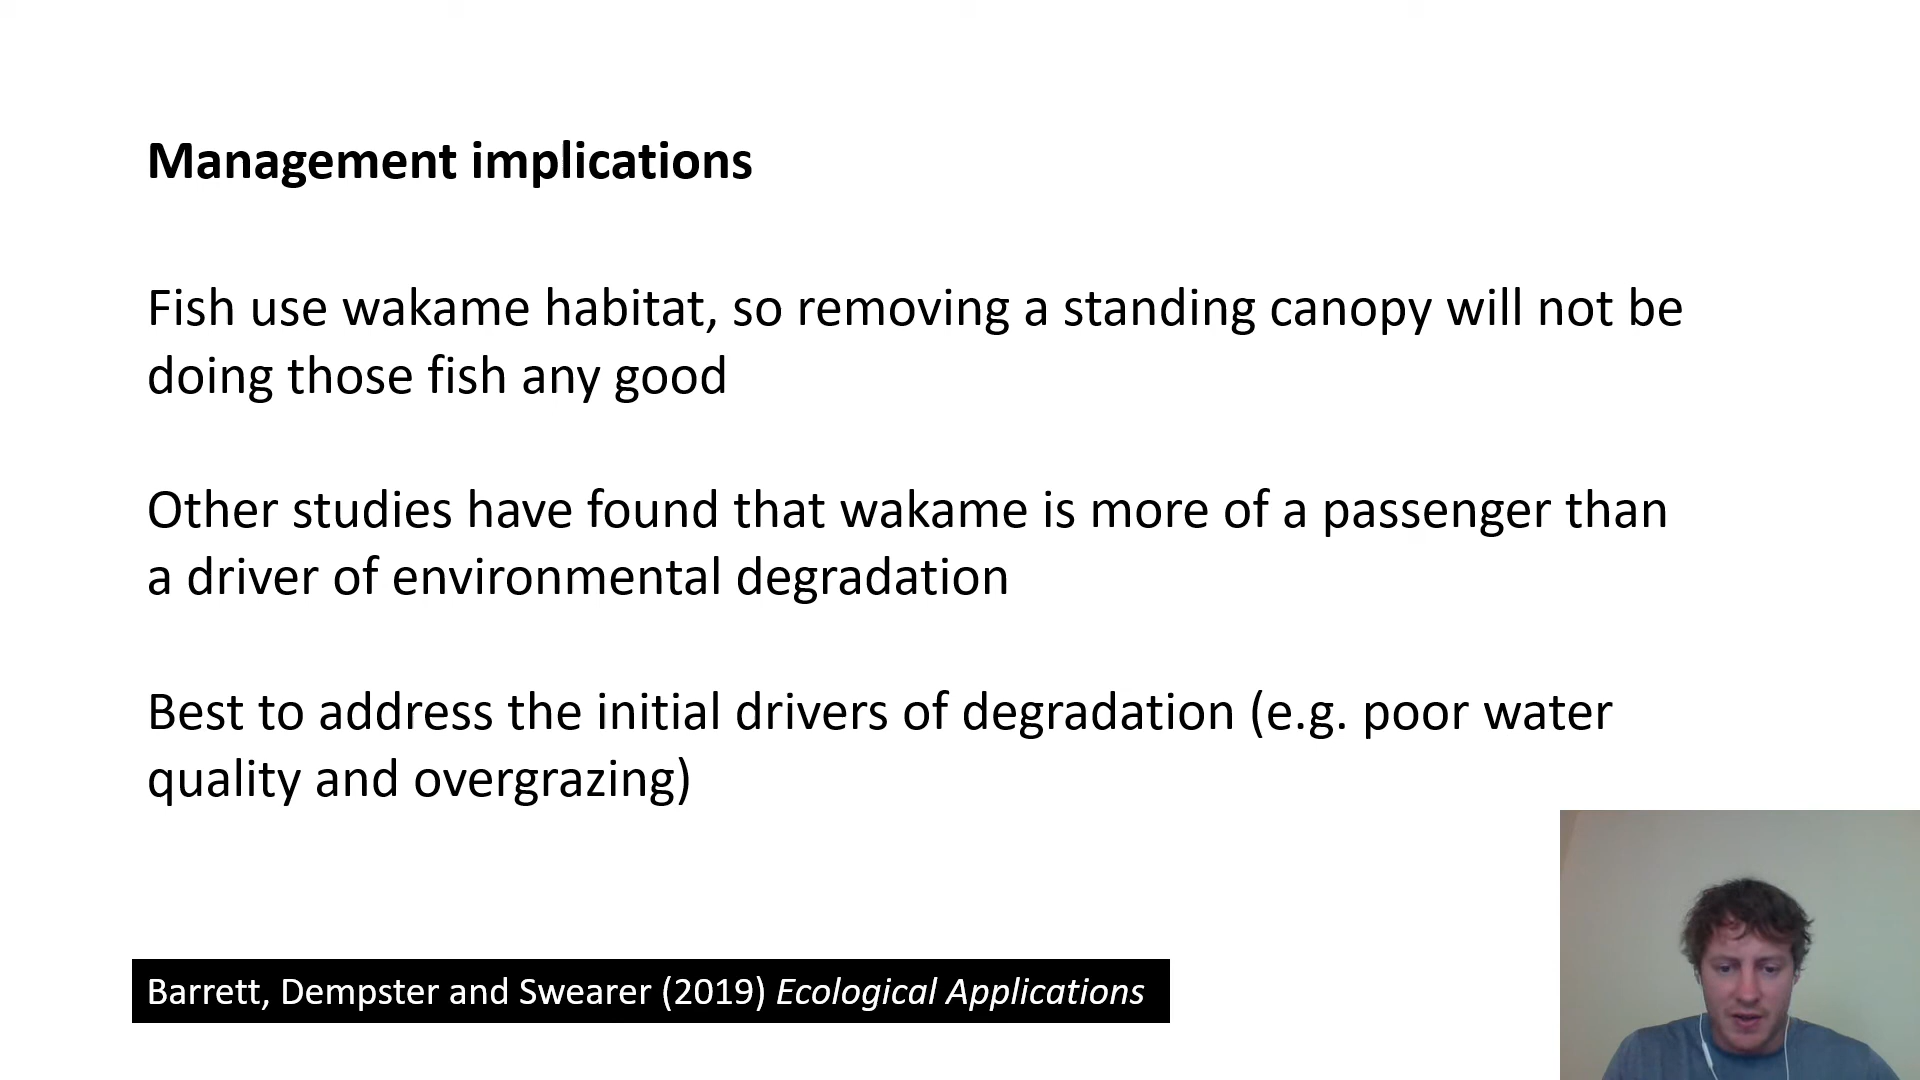 Management implications
Fish use wakame habitat, so removing a standing canopy will not be
doing those fish any good
Other studies have found that wakame is more of a passenger than
a driver of environmental degradation
Best to address the initial drivers of degradation (e.g. poor water
quality and overgrazing)
Barrett, Dempster and Swearer (2019) Ecological Applications